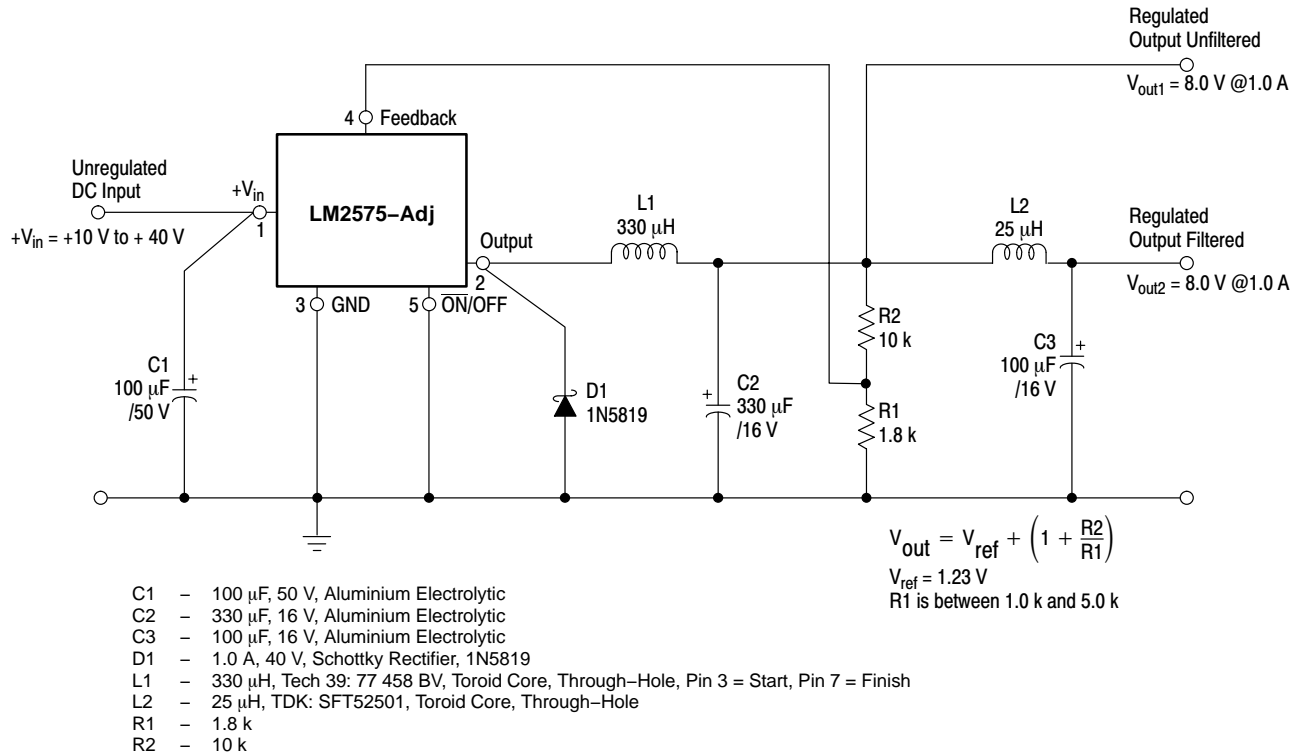 Regulated
Output Unfiltered
Vout1 = 8.0 V @1.0 A
4 Feedback
Unregulated
DC Input
+Vin = +10 V to + 40 V
+Vin
1
LM2575–Adj
Output
2
3 GND
5 ON/OFF
L1
330 μH
L2
25 μH
Regulated
Output Filtered
Vout2 = 8.0 V @1.0 A
C1
100 μF
/50 V
+
D1
1N5819
+
C2
330 μF
/16 V
R2
10 k
R1
1.8 k
C3
100 μF
/16 V
+
Vout = Vref + (1 + R2/R1)
Vref = 1.23 V
R1 is between 1.0 k and 5.0 k
C1 – 100 μF, 50 V, Aluminium Electrolytic
C2 – 330 μF, 16 V, Aluminium Electrolytic
C3 – 100 μF, 16 V, Aluminium Electrolytic
D1 – 1.0 A, 40 V, Schottky Rectifier, 1N5819
L1 – 330 μH, Tech 39: 77 458 BV, Toroid Core, Through–Hole, Pin 3 = Start, Pin 7 = Finish
L2 – 25 μH, TDK: SFT52501, Toroid Core, Through–Hole
R1 – 1.8 k
R2 – 10 k